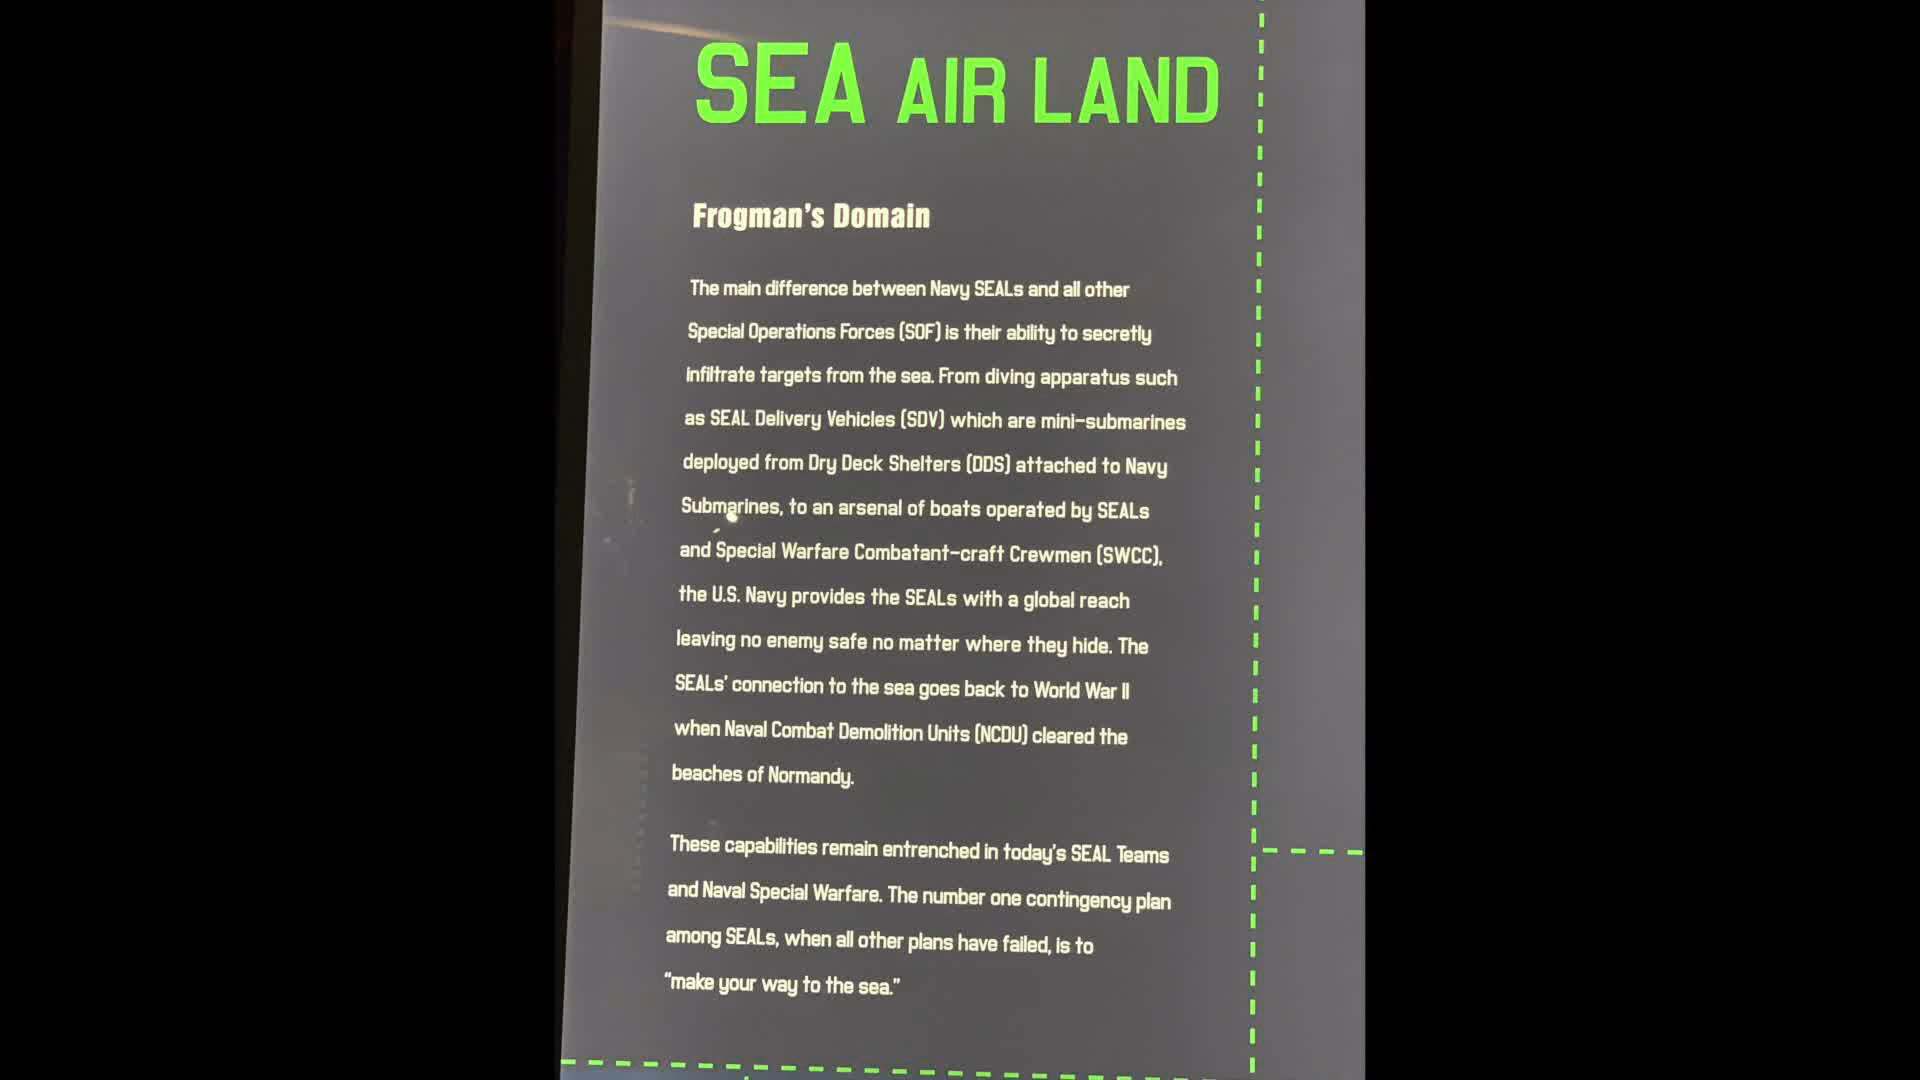 SEA AIR LAND
Frogman's Domain
The main difference between Navy SEALs and all other
Special Operations Forces (SOF) is their ability to secretly
infiltrate targets from the sea. From diving apparatus such
as SEAL Delivery Vehicles (SDV) which are mini-submarines
deployed from Dry Deck Shelters (DDS) attached to Navy
Submarines, to an arsenal of boats operated by SEALs
and Special Warfare Combatant-craft Crewmen (SWCC),
the U.S. Navy provides the SEALs with a global reach
leaving no enemy safe no matter where they hide. The
SEALs' connection to the sea goes back to World War II
when Naval Combat Demolition Units (NCDU) cleared the
beaches of Normandy.
These capabilities remain entrenched in today's SEAL Teams
and Naval Special Warfare. The number one contingency plan
among SEALs, when all other plans have failed, is to
“make your way to the sea.”